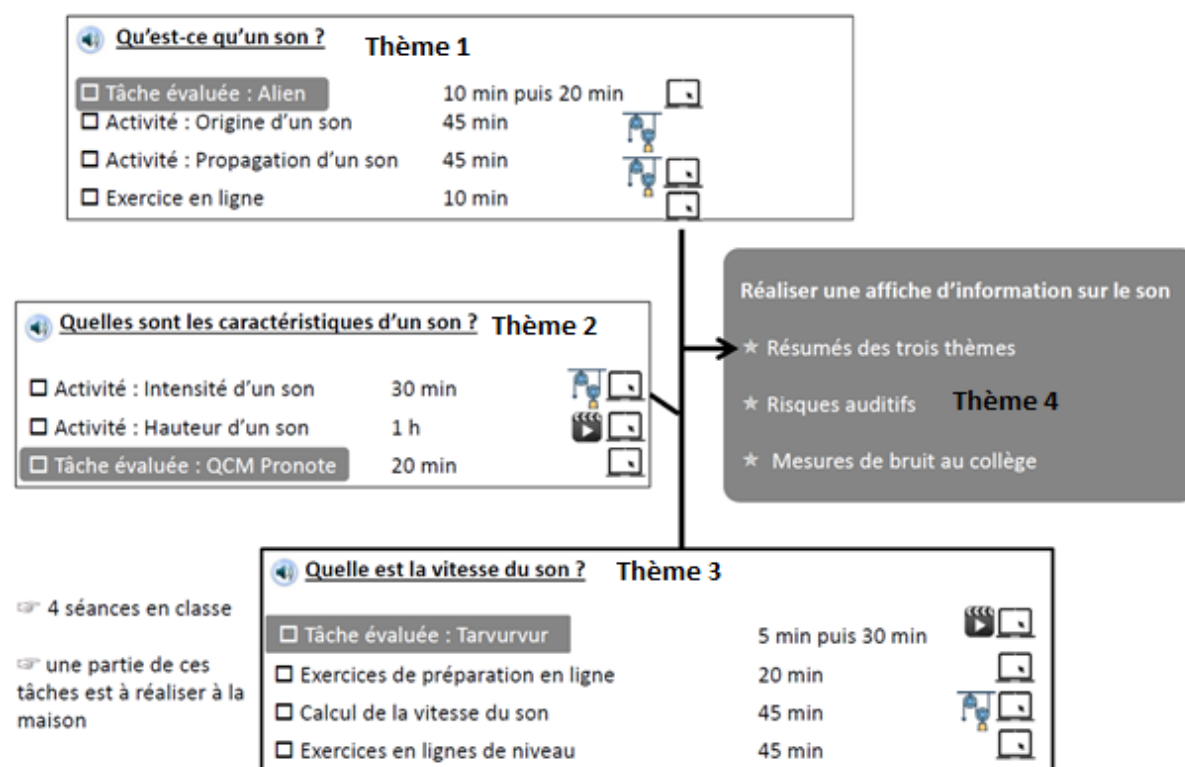 Qu'est-ce qu'un son ? Thème 1
Tâche évaluée : Alien 10 min puis 20 min
Activité : Origine d'un son 45 min
Activité : Propagation d'un son 45 min
Exercice en ligne 10 min
Quelles sont les caractéristiques d'un son ? Thème 2
Activité : Intensité d'un son 30 min
Activité : Hauteur d'un son 1 h
Tâche évaluée : QCM Pronote 20 min
Réaliser une affiche d'information sur le son
★ Résumés des trois thèmes
★ Risques auditifs Thème 4
★ Mesures de bruit au collège
Quelle est la vitesse du son ? Thème 3
Tâche évaluée : Tarvurvur 5 min puis 30 min
Exercices de préparation en ligne 20 min
Calcul de la vitesse du son 45 min
Exercices en lignes de niveau 45 min
☞ 4 séances en classe
☞ une partie de ces
tâches est à réaliser à la
maison